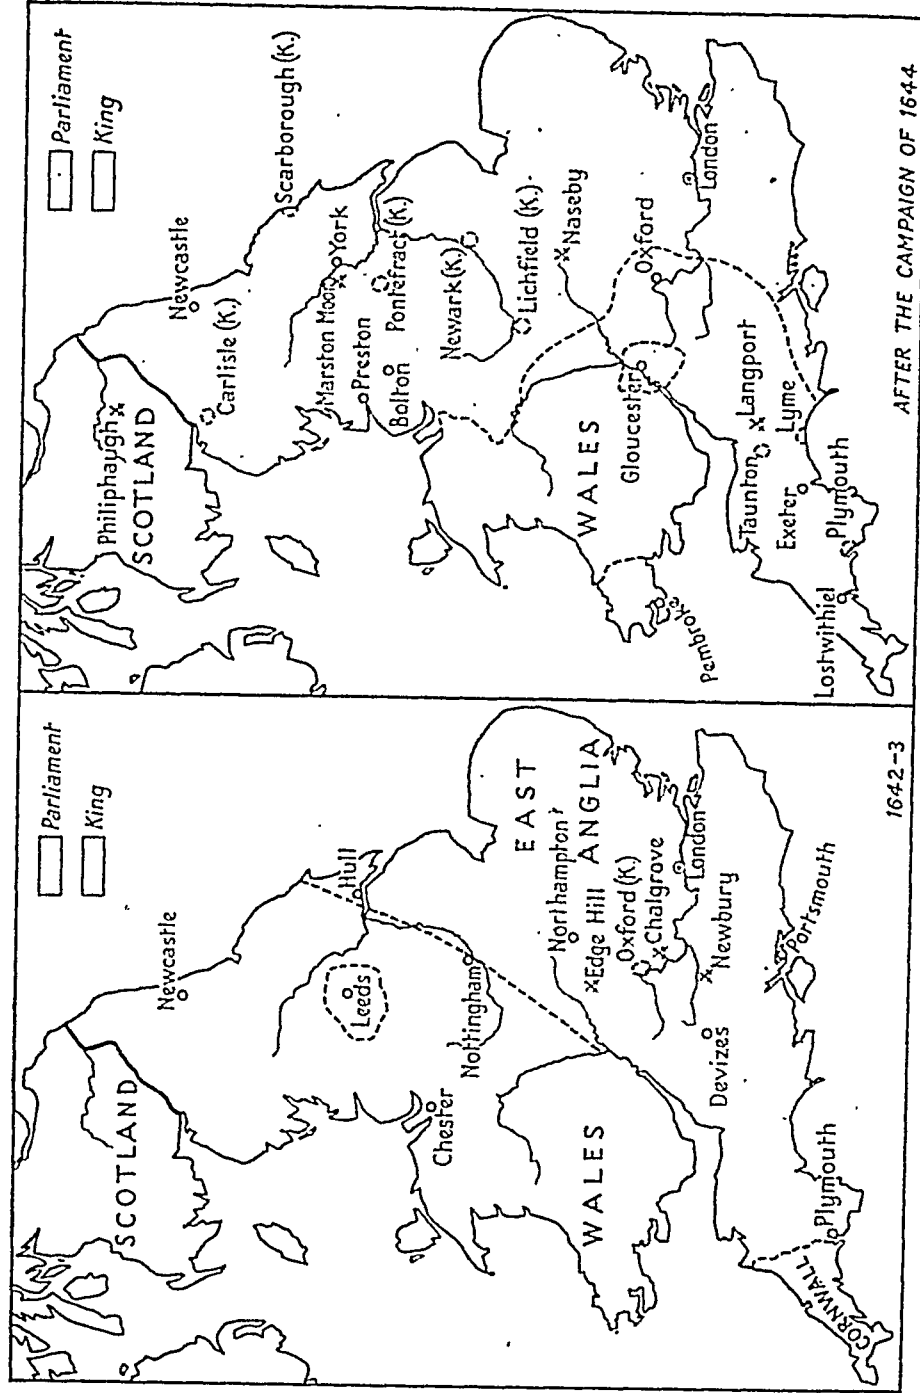 Parliament
King
SCOTLAND
Newcastle
Leeds
Hull
Chester
Nottingham
EAST
ANGLIA
Northampton
Edge Hill
WALES
Oxford (K.)
Chalgrove
London
Newbury
Devizes
Portsmouth
Plymouth
CORNWALL
1642-3
Parliament
King
Philiphaugh
SCOTLAND
Newcastle
Carlisle (K.)
Scarborough (K.)
Marston Moor
York
Preston
Bolton
Pontefract (K.)
Newark (K.)
Lichfield (K.)
Naseby
WALES
Gloucester
Oxford
Pembroke
London
Taunton
Langport
Exeter
Lyme
Plymouth
Lostwithiel
AFTER THE CAMPAIGN OF 1644